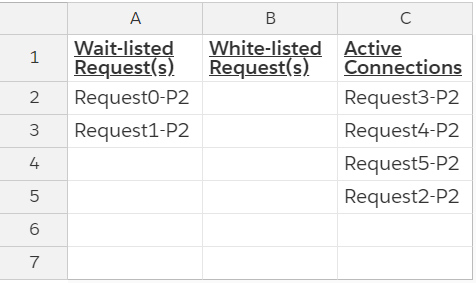 A B C
1 Wait-listed White-listed Active
Request(s) Request(s) Connections
2 Request0-P2 Request3-P2
3 Request1-P2 Request4-P2
4 Request5-P2
5 Request2-P2
6
7